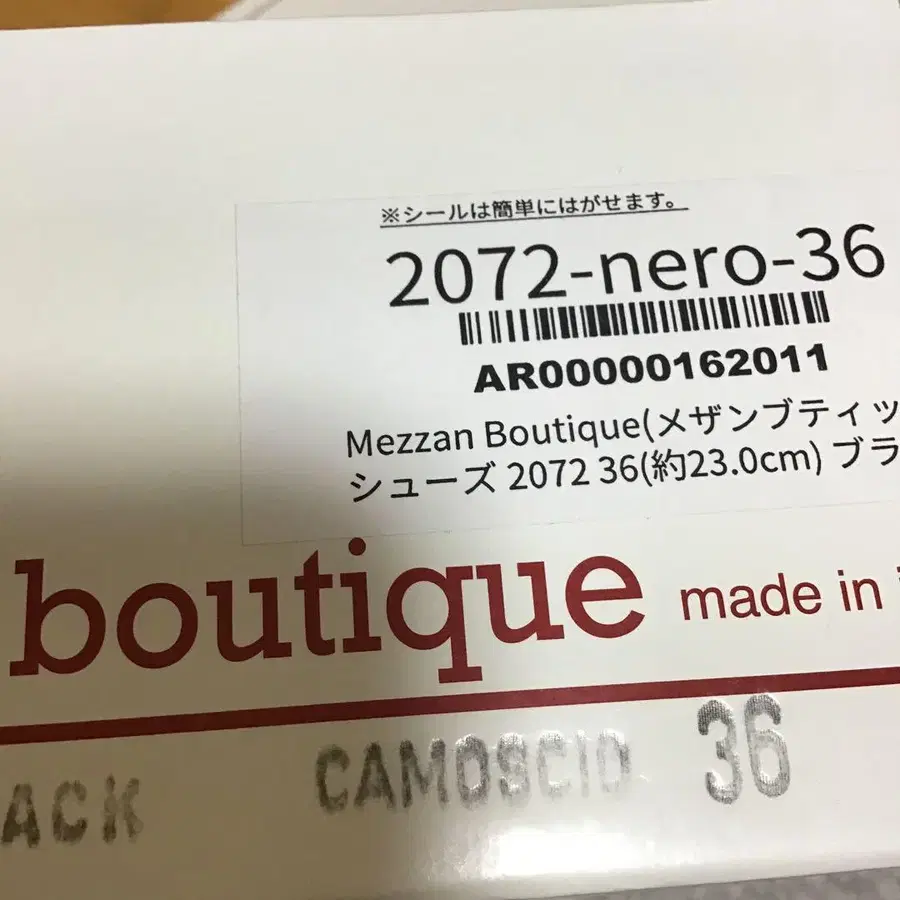 ※シールは簡単にはがせます。
2072-nero-36
AR00000162011
Mezzan Boutique(メザンブティッ
シューズ 2072 36(約23.0cm) ブラ
boutique made in
ACK CAMOSCIO 36